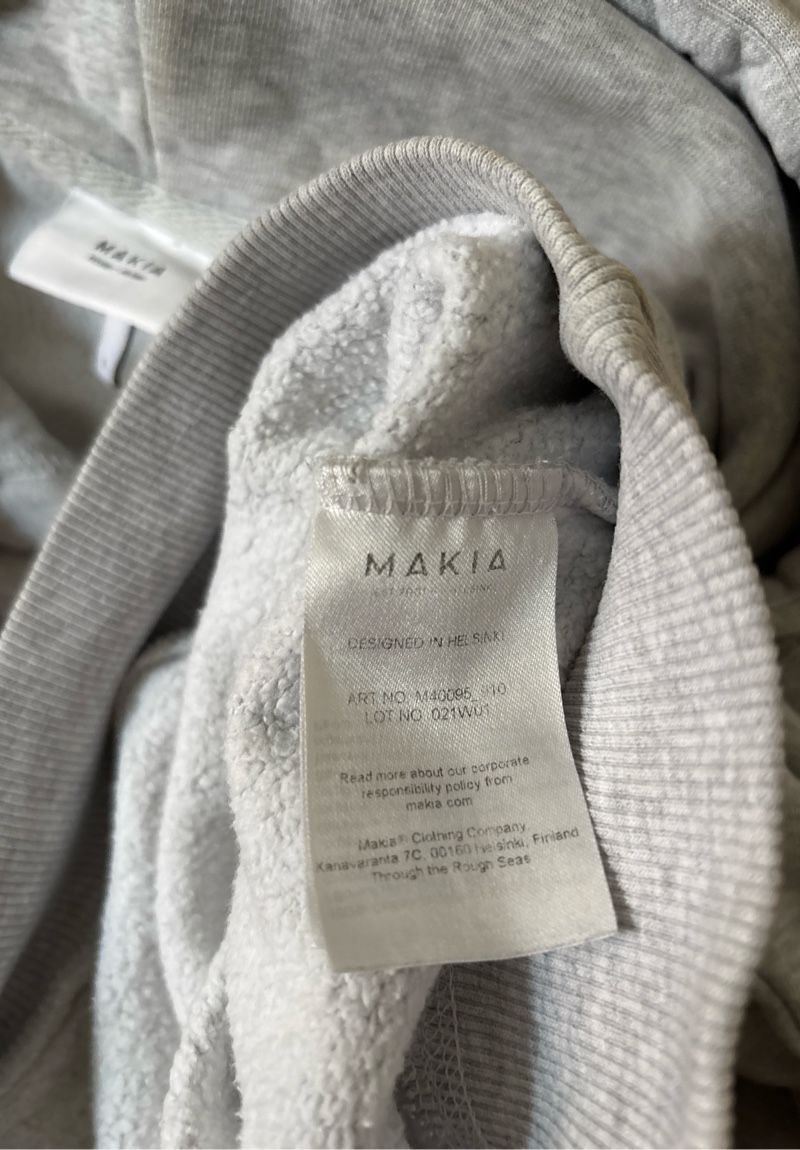 MAKIA
MAKIA
DESIGNED IN HELSINKI
ART NO M40095_910
LOT NO 021WU1
Read more about our corporate
responsibility policy from
makia.com
Makia® Clothing Company
Kanavaranta 7C, 00160 Helsinki, Finland
Through the Rough Seas